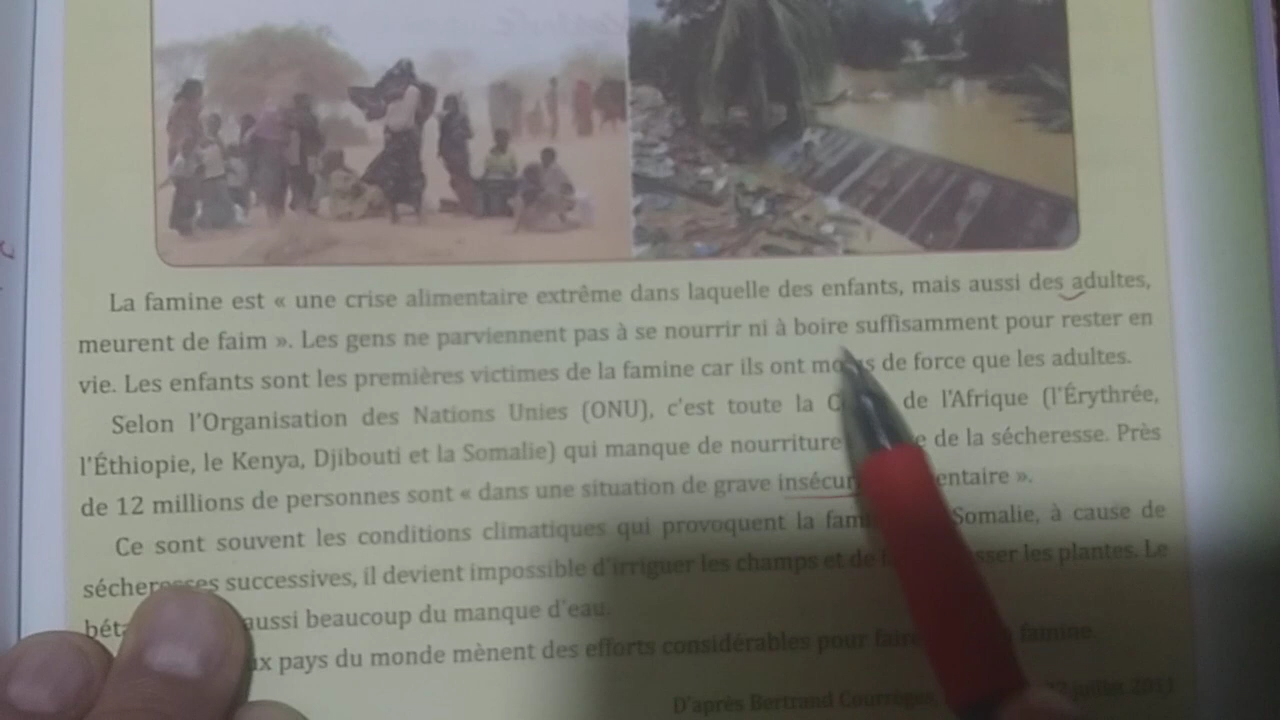 La famine est « une crise alimentaire extrême dans laquelle des enfants, mais aussi des adultes,
meurent de faim ». Les gens ne parviennent pas à se nourrir ni à boire suffisamment pour rester en
vie. Les enfants sont les premières victimes de la famine car ils ont de force que les adultes.
Selon l'Organisation des Nations Unies (ONU), c'est toute la de l'Afrique (l'Érythrée,
l'Éthiopie, le Kenya, Djibouti et la Somalie) qui manque de nourriture de la sécheresse. Près
de 12 millions de personnes sont « dans une situation de grave ».
Ce sont souvent les conditions climatiques qui provoquent la Somalie, à cause de
sécheresses successives, il devient impossible d'irriguer les champs et de les plantes. Le
aussi beaucoup du manque d'eau.
pays du monde mènent des efforts considérables pour famine.
D'après Bertrand juillet 2011